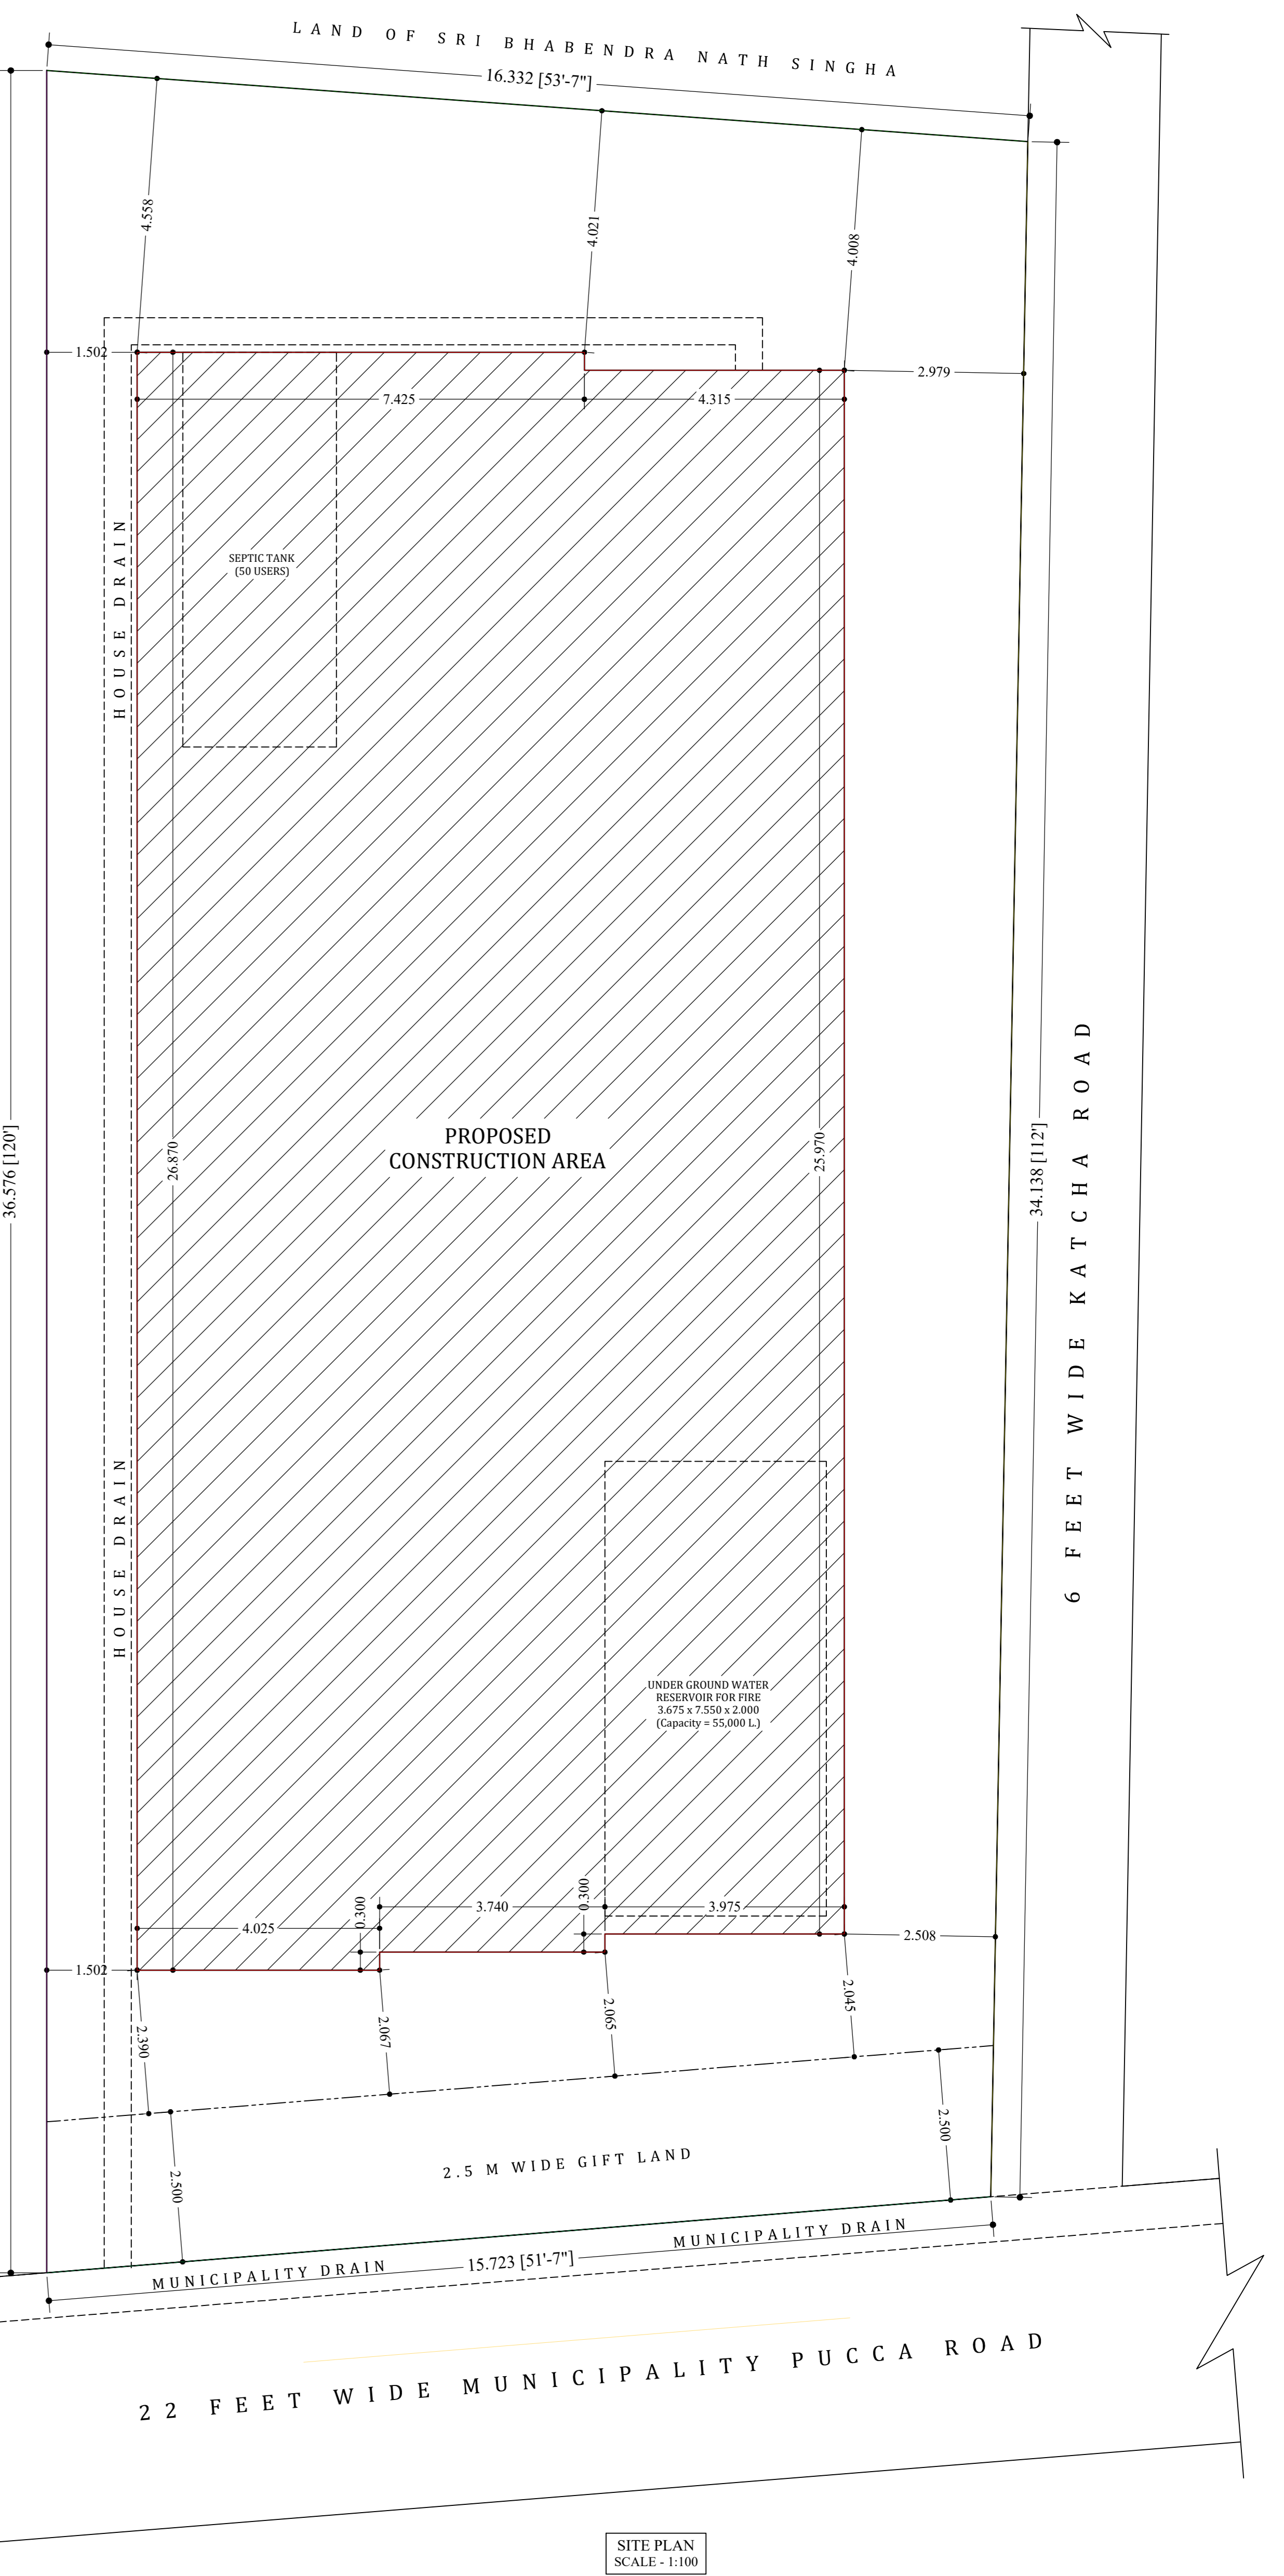 LAND OF SRI BHABENDRA NATH SINGHA
16.332 [53'-7"]
4.558
4.021
4.008
1.502
2.979
7.425
4.315
HOUSE DRAIN
SEPTIC TANK
(50 USERS)
6 FEET WIDE KATCHA ROAD
36.576 [120']
26.870
PROPOSED
CONSTRUCTION AREA
25.970
34.138 [112']
HOUSE DRAIN
UNDER GROUND WATER
RESERVOIR FOR FIRE
3.675 x 7.550 x 2.000
(Capacity = 55,000 L.)
0.300
3.740
0.300
3.975
4.025
2.508
1.502
2.390
2.067
2.065
2.045
2.500
2.5 M WIDE GIFT LAND
2.500
MUNICIPALITY DRAIN
15.723 [51'-7"]
MUNICIPALITY DRAIN
22 FEET WIDE MUNICIPALITY PUCCA ROAD
SITE PLAN
SCALE - 1:100